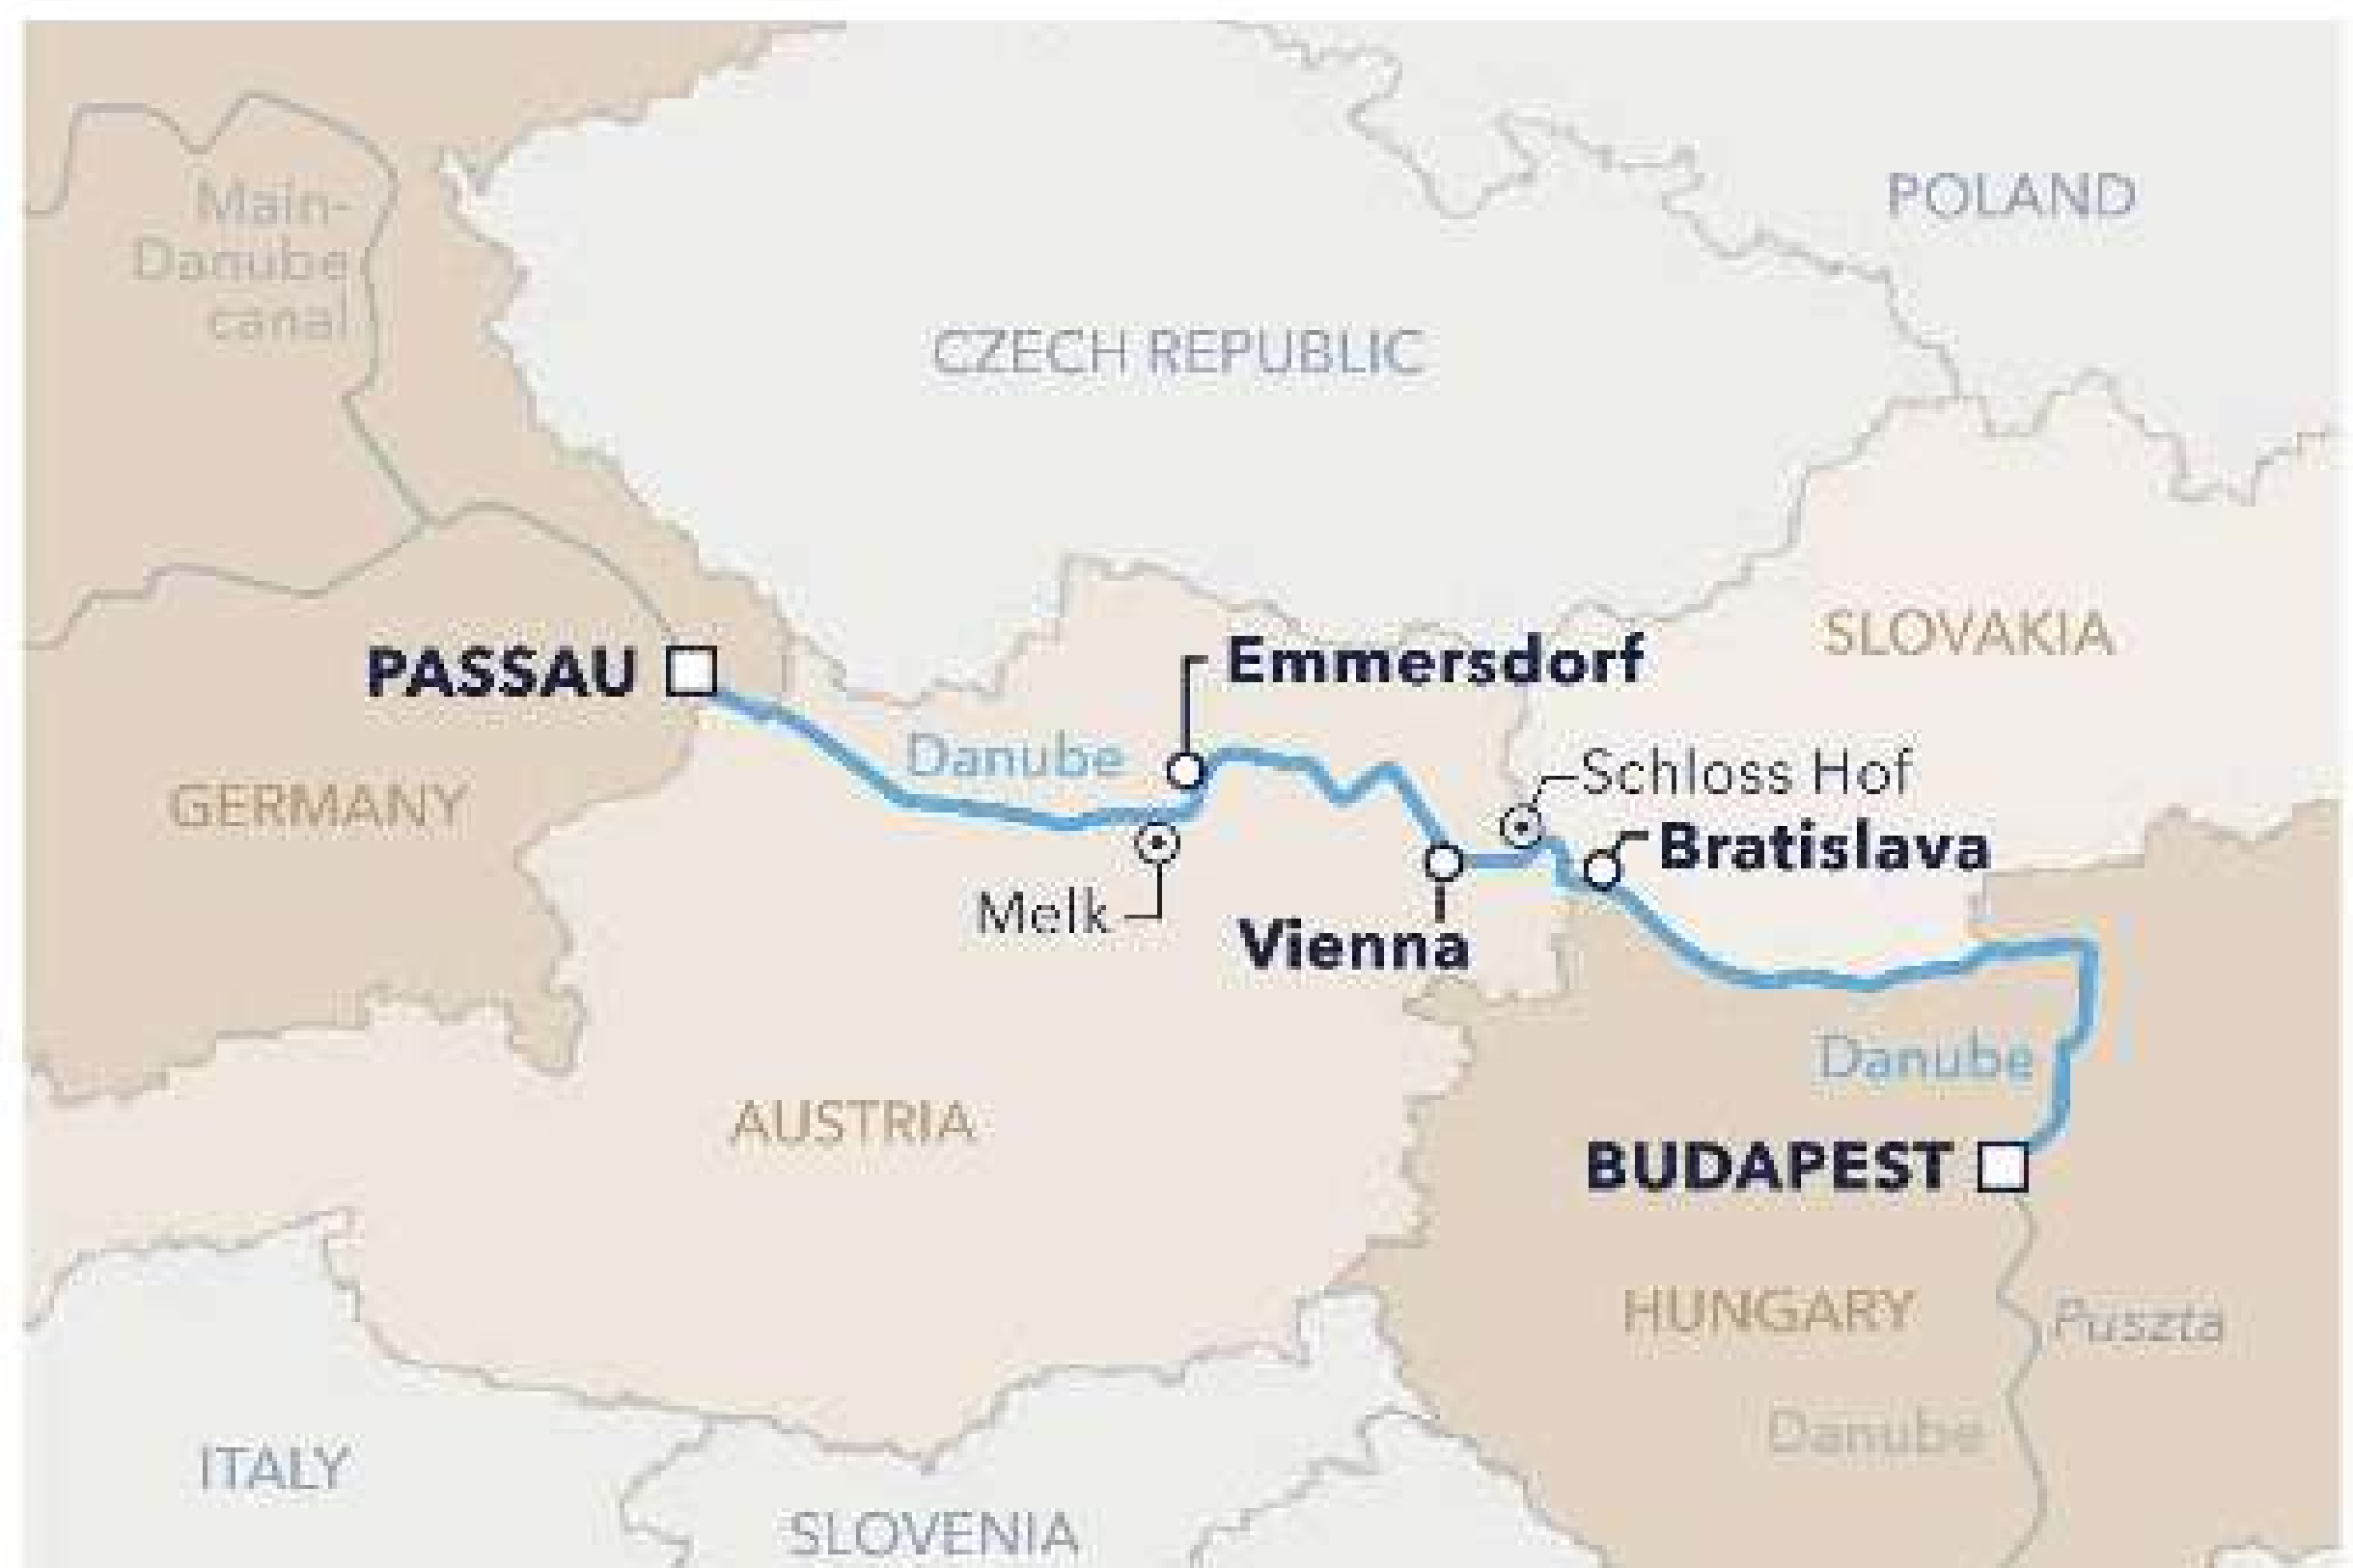 Main-
Danube
canal
POLAND
CZECH REPUBLIC
SLOVAKIA
PASSAU
Emmersdorf
Danube
Schloss Hof
GERMANY
Bratislava
Melk
Vienna
Danube
AUSTRIA
BUDAPEST
HUNGARY
Puszta
Danube
ITALY
SLOVENIA